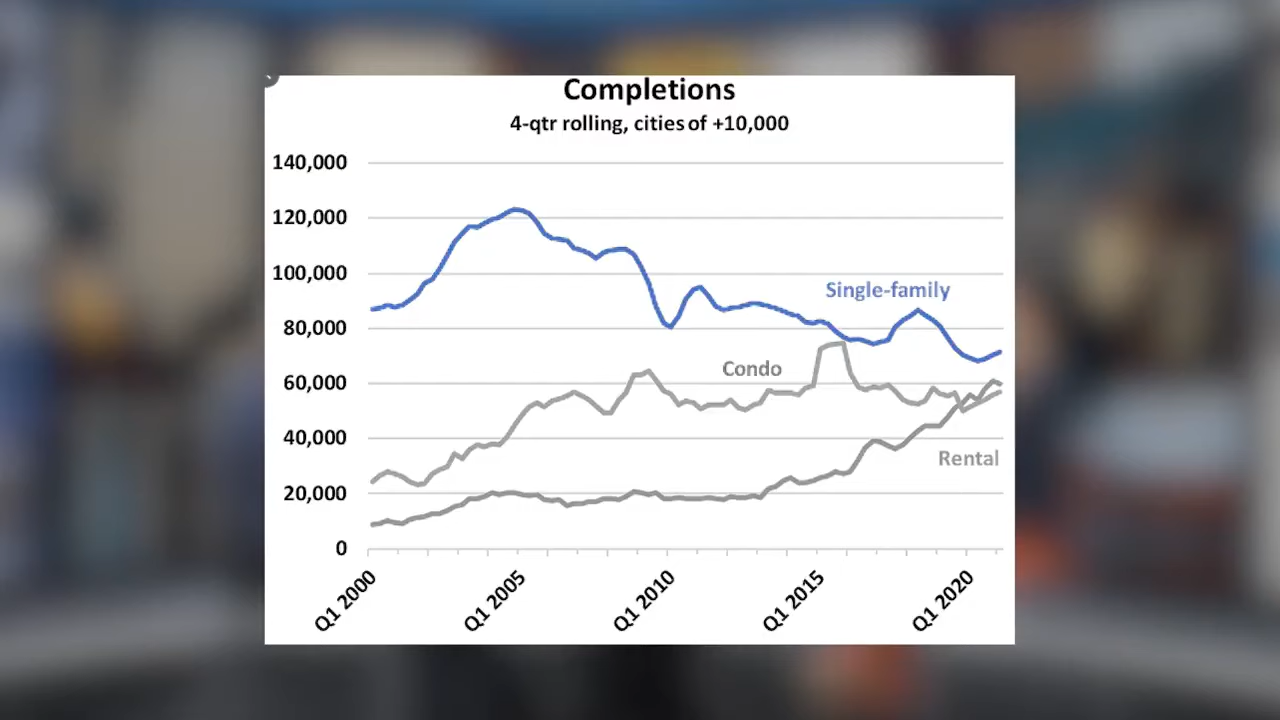 Completions
4-qtr rolling, cities of +10,000
140,000
120,000
100,000
80,000
60,000
40,000
20,000
0
Single-family
Condo
Rental
Q1 2000
Q1 2005
Q1 2010
Q1 2015
Q1 2020